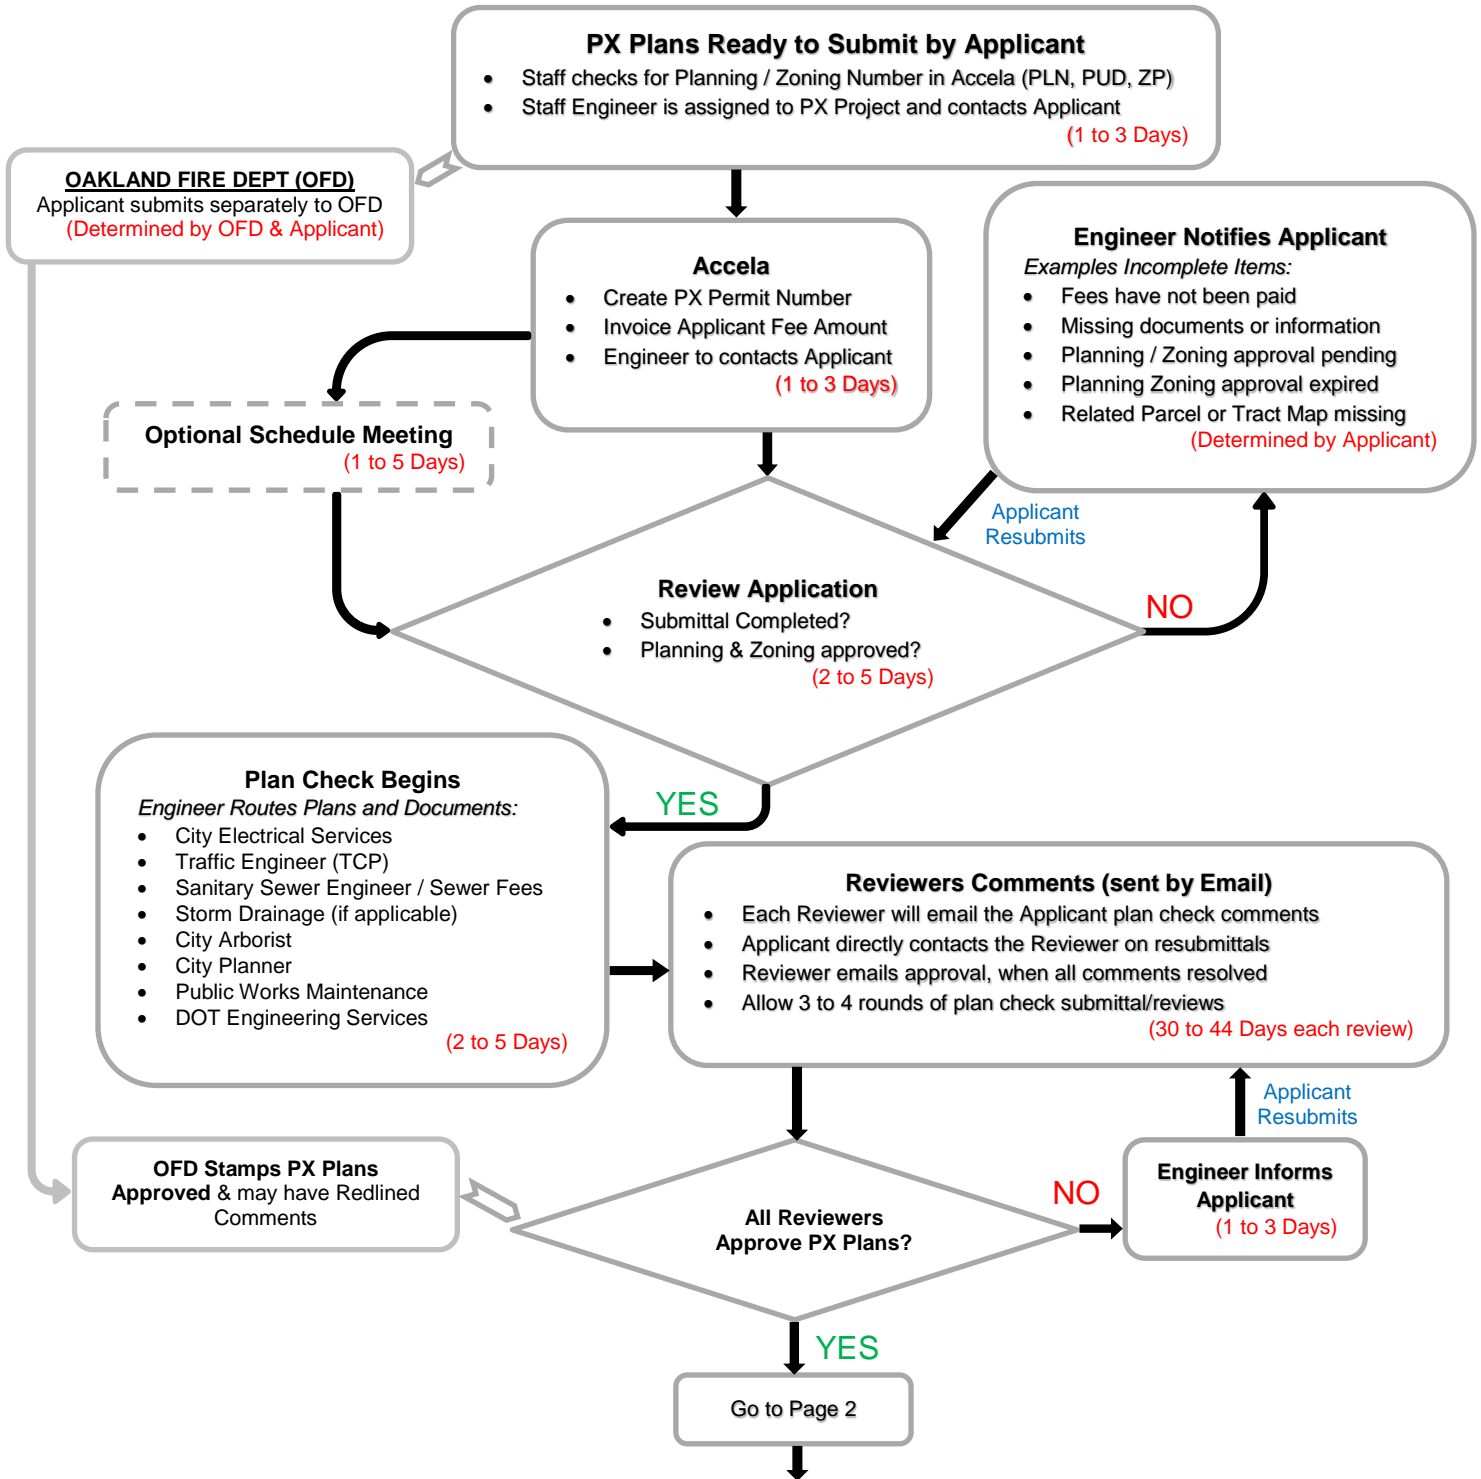 PX Plans Ready to Submit by Applicant
• Staff checks for Planning / Zoning Number in Accela (PLN, PUD, ZP)
• Staff Engineer is assigned to PX Project and contacts Applicant
(1 to 3 Days)
OAKLAND FIRE DEPT (OFD)
Applicant submits separately to OFD
(Determined by OFD & Applicant)
Accela
• Create PX Permit Number
• Invoice Applicant Fee Amount
• Engineer to contacts Applicant
(1 to 3 Days)
Engineer Notifies Applicant
Examples Incomplete Items:
• Fees have not been paid
• Missing documents or information
• Planning / Zoning approval pending
• Planning Zoning approval expired
• Related Parcel or Tract Map missing
(Determined by Applicant)
Optional Schedule Meeting
(1 to 5 Days)
Applicant
Resubmits
Review Application
• Submittal Completed?
• Planning & Zoning approved?
(2 to 5 Days)
NO
YES
Plan Check Begins
Engineer Routes Plans and Documents:
• City Electrical Services
• Traffic Engineer (TCP)
• Sanitary Sewer Engineer / Sewer Fees
• Storm Drainage (if applicable)
• City Arborist
• City Planner
• Public Works Maintenance
• DOT Engineering Services
(2 to 5 Days)
Reviewers Comments (sent by Email)
• Each Reviewer will email the Applicant plan check comments
• Applicant directly contacts the Reviewer on resubmittals
• Reviewer emails approval, when all comments resolved
• Allow 3 to 4 rounds of plan check submittal/reviews
(30 to 44 Days each review)
Applicant
Resubmits
OFD Stamps PX Plans
Approved & may have Redlined
Comments
All Reviewers
Approve PX Plans?
NO
Engineer Informs
Applicant
(1 to 3 Days)
YES
Go to Page 2